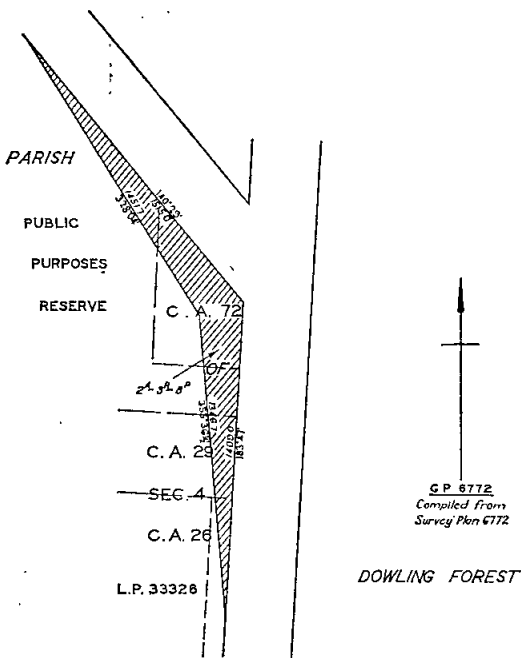 PARISH
PUBLIC
PURPOSES
RESERVE
C. A. 72
OF
2ᴬ 3ᴿ 8ᴾ
C. A. 29
SEC. 4
C. A. 26
L.P. 33328
G P 6772
Compiled from
Survey Plan 6772
DOWLING FOREST